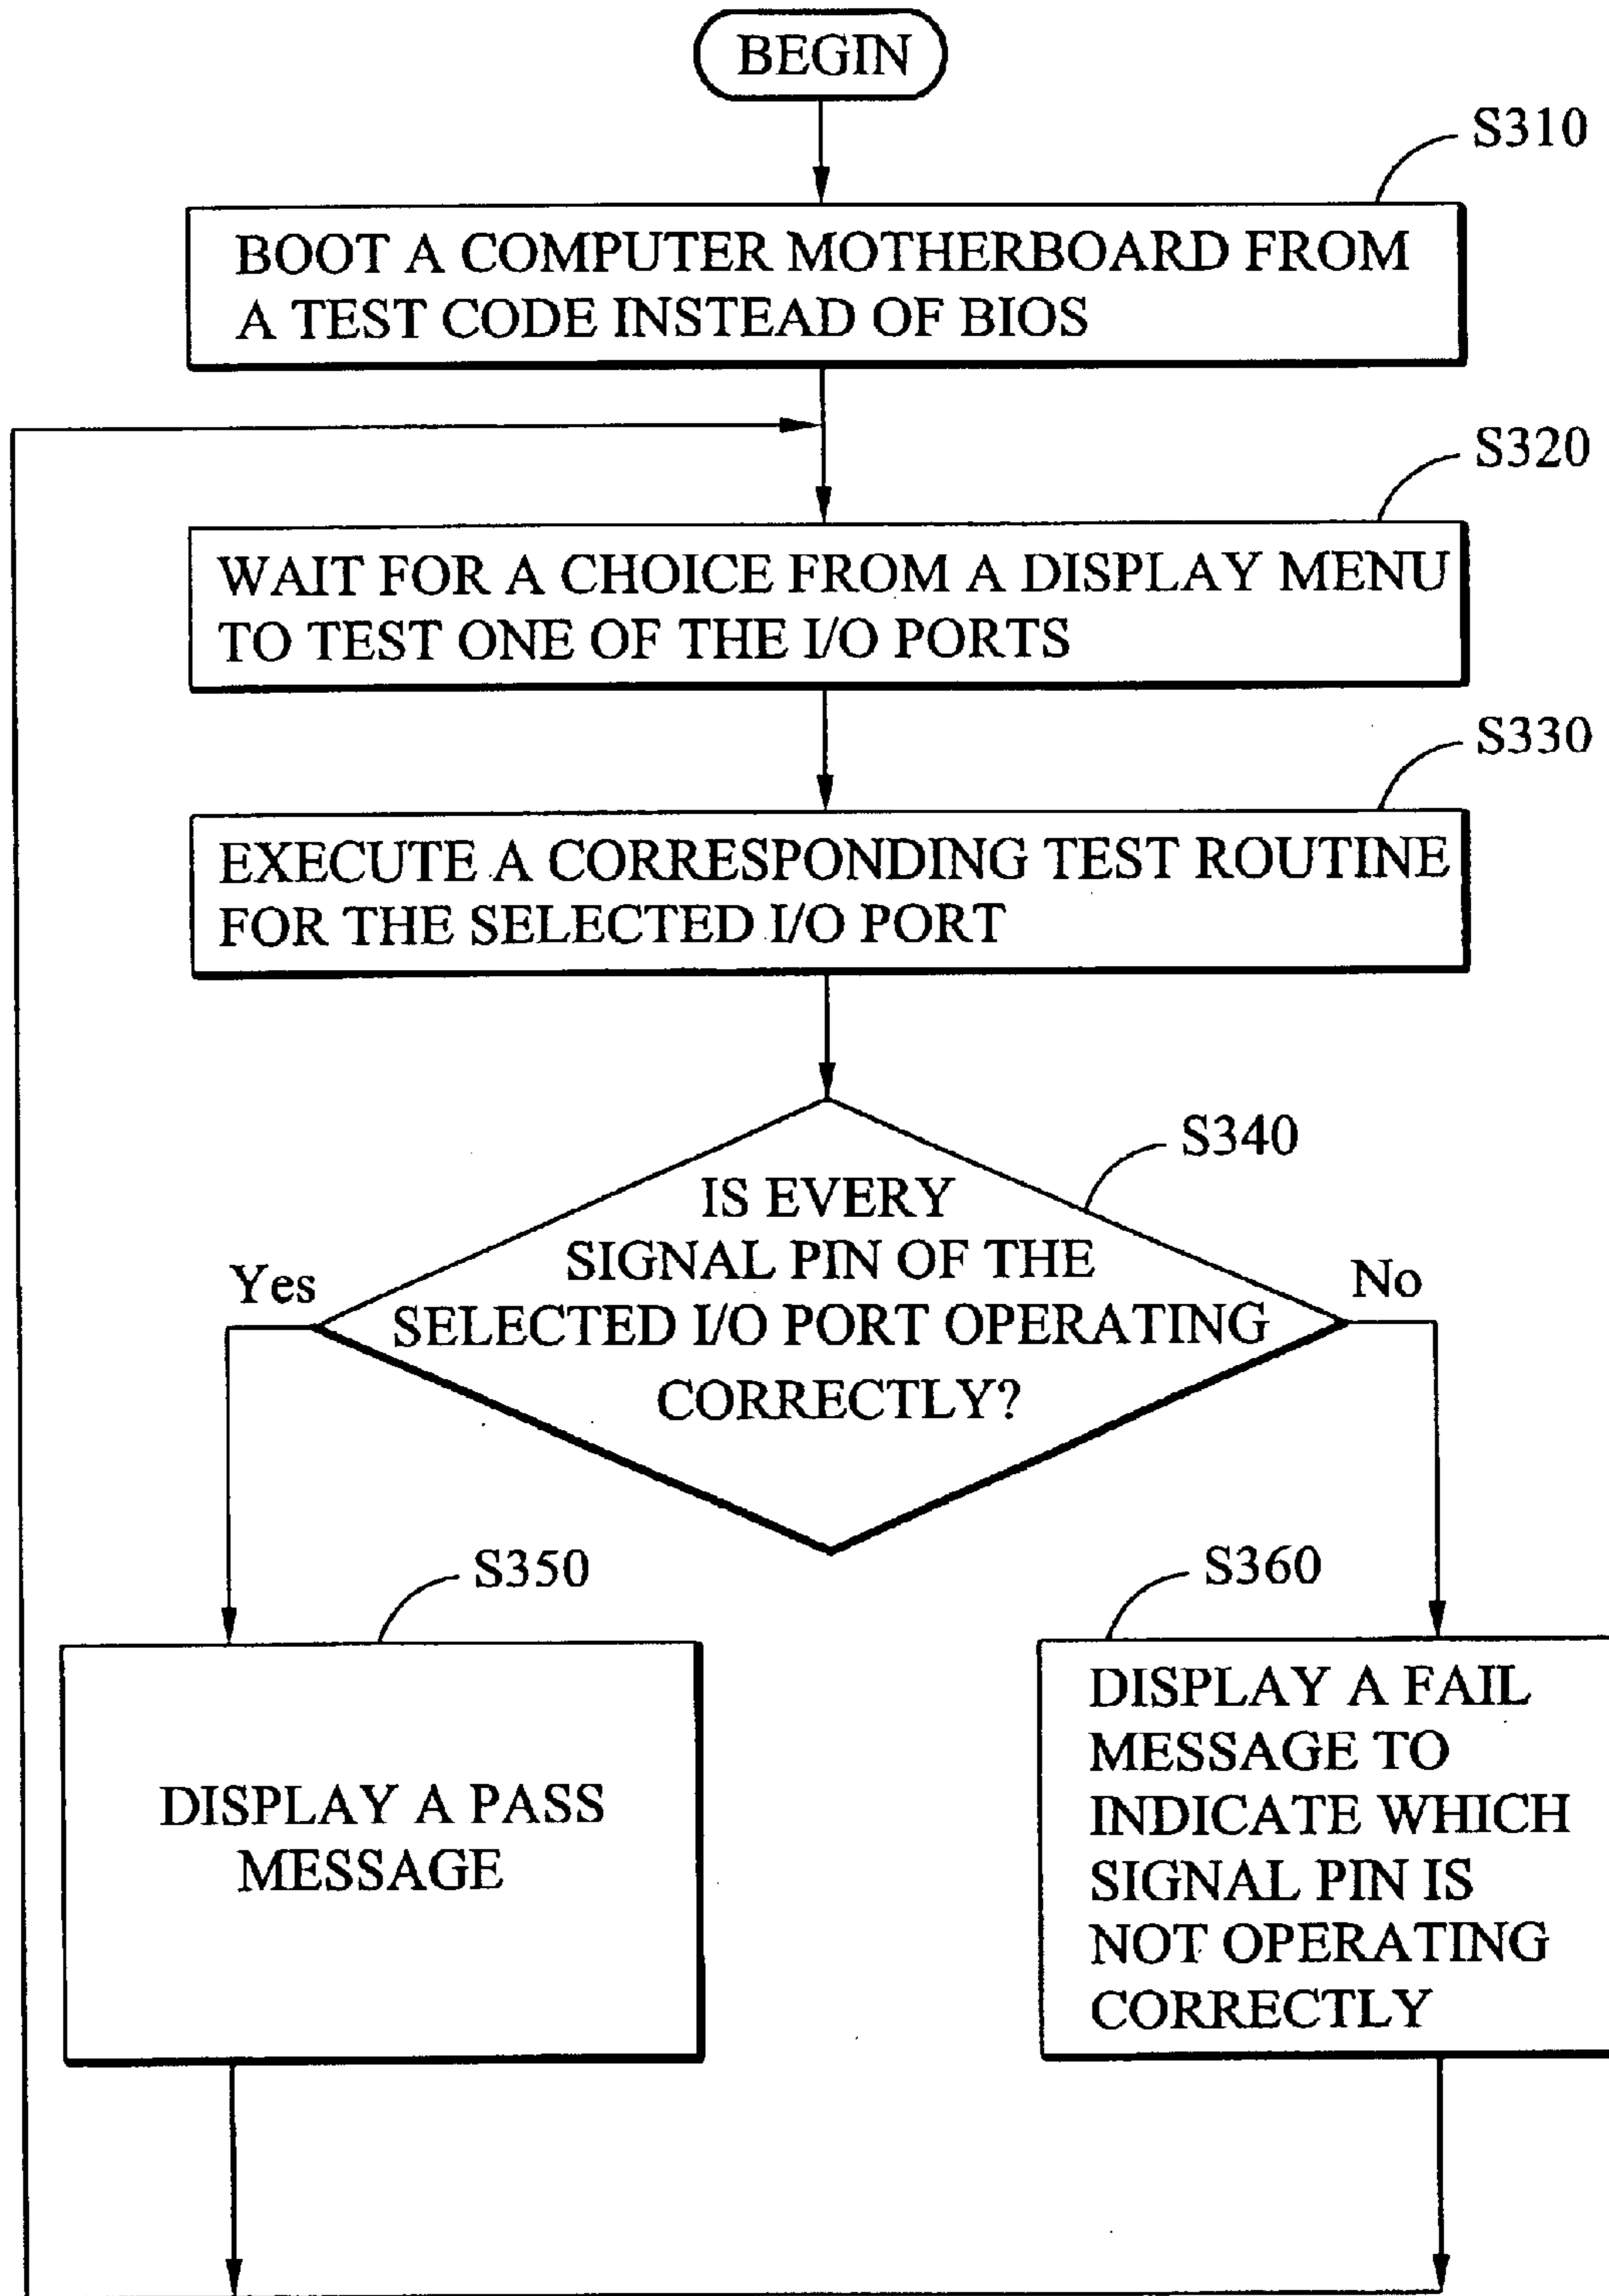 BEGIN
S310
BOOT A COMPUTER MOTHERBOARD FROM
A TEST CODE INSTEAD OF BIOS
S320
WAIT FOR A CHOICE FROM A DISPLAY MENU
TO TEST ONE OF THE I/O PORTS
S330
EXECUTE A CORRESPONDING TEST ROUTINE
FOR THE SELECTED I/O PORT
S340
IS EVERY
SIGNAL PIN OF THE
SELECTED I/O PORT OPERATING
CORRECTLY?
Yes
No
S350
DISPLAY A PASS
MESSAGE
S360
DISPLAY A FAIL
MESSAGE TO
INDICATE WHICH
SIGNAL PIN IS
NOT OPERATING
CORRECTLY